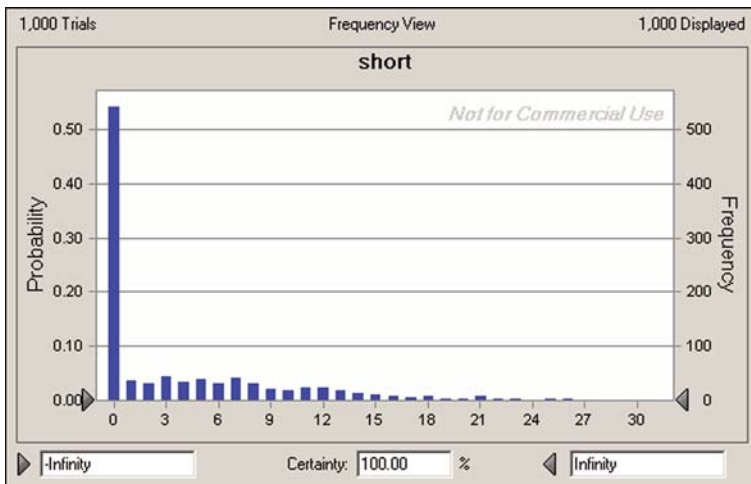 1,000 Trials Frequency View 1,000 Displayed
short
Not for Commercial Use
0.50 500
0.40 400
0.30 300
0.20 200
0.10 100
0.00 0
Probability
Frequency
0 3 6 9 12 15 18 21 24 27 30
-Infinity Certainty: 100.00 % Infinity